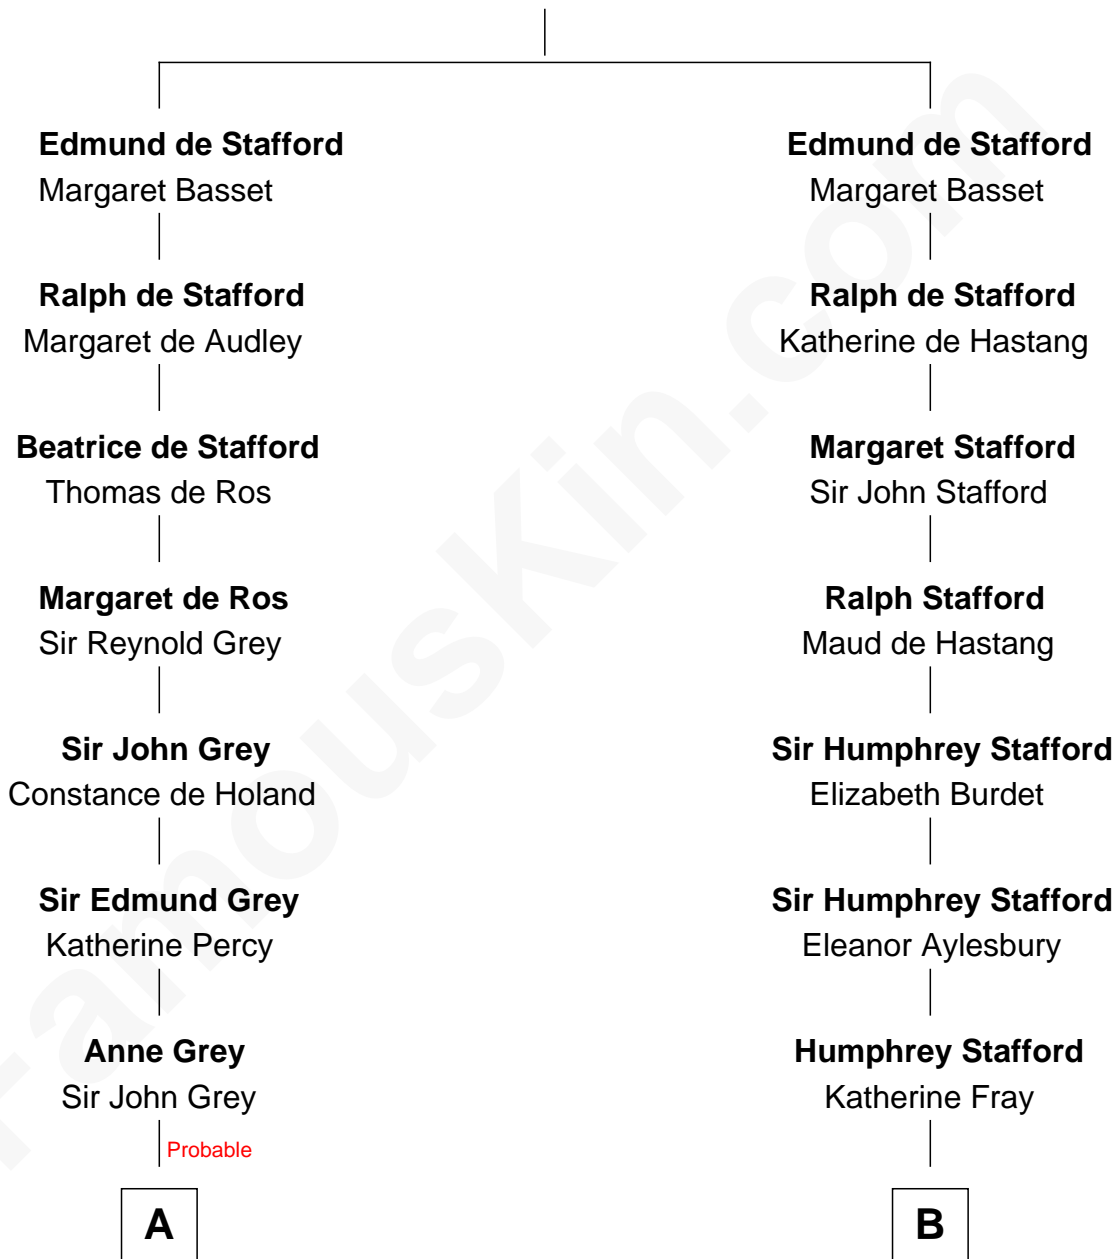 Edmund de Stafford
Margaret Basset
Ralph de Stafford
Margaret de Audley
Beatrice de Stafford
Thomas de Ros
Margaret de Ros
Sir Reynold Grey
Sir John Grey
Constance de Holand
Sir Edmund Grey
Katherine Percy
Anne Grey
Sir John Grey
Probable
A
Edmund de Stafford
Margaret Basset
Ralph de Stafford
Katherine de Hastang
Margaret Stafford
Sir John Stafford
Ralph Stafford
Maud de Hastang
Sir Humphrey Stafford
Elizabeth Burdet
Sir Humphrey Stafford
Eleanor Aylesbury
Humphrey Stafford
Katherine Fray
B
FamousKin.com